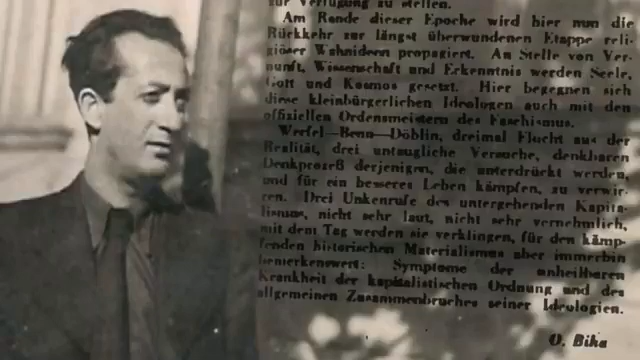 zur Verfügung zu stellen.
Am Rande dieser Epoche wird hier nun die
Rückkehr zur längst überwundenen Etappe reli-
giöser Wahnideen propagiert. An Stelle von Ver-
nunft, Wissenschaft und Erkenntnis werden Seele,
Gott und Kosmos gesetzt. Hier begegnen sich
diese kleinbürgerlichen Ideologen auch mit den
offiziellen Ordensmeistern des Faschismus.
Werfel—Benn—Döblin, dreimal Flucht aus der
Realität, drei untaugliche Versuche, denkbaren
Denkprozeß derjenigen, die unterdrückt werden,
und für ein besseres Leben kämpfen, zu verwir-
ren. Drei Unkenrufe des untergehenden Kapita-
lismus, nicht sehr laut, nicht sehr vernehmlich,
mit dem Tag werden sie verklingen, für den kämp-
fenden historischen Materialismus aber immerhin
bemerkenswert: Symptome der unheilbaren
Krankheit der kapitalistischen Ordnung und des
allgemeinen Zusammenbruches seiner Ideologien.
O. Biha